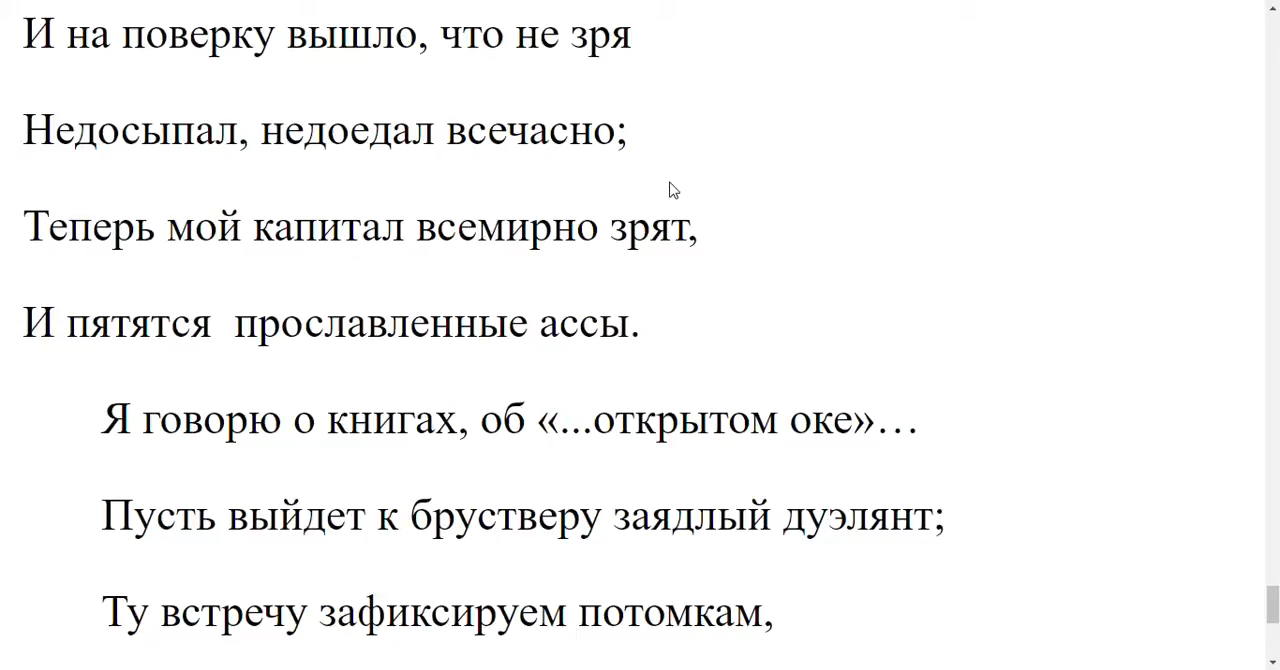 И на поверку вышло, что не зря
Недосыпал, недоедал всечасно;
Теперь мой капитал всемирно зрят,
И пятятся  прославленные ассы.
Я говорю о книгах, об «...открытом оке»…
Пусть выйдет к брустверу заядлый дуэлянт;
Ту встречу зафиксируем потомкам,